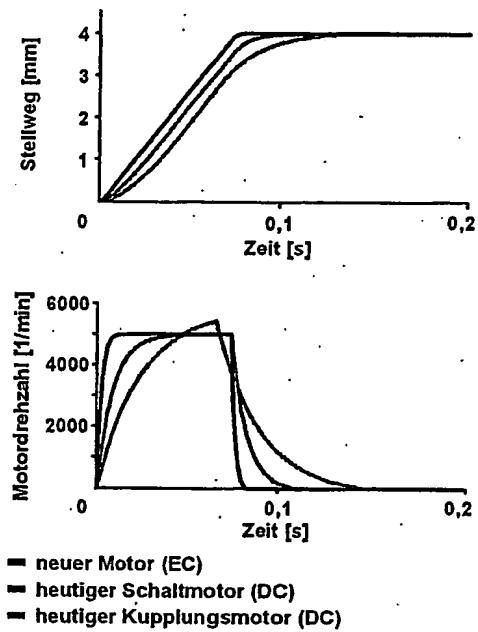 Stellweg [mm]
4
3
2
1
0
0,1
0,2
Zeit [s]
Motordrehzahl [1/min]
6000
4000
2000
0
0,1
0,2
Zeit [s]
neuer Motor (EC)
heutiger Schaltmotor (DC)
heutiger Kupplungsmotor (DC)